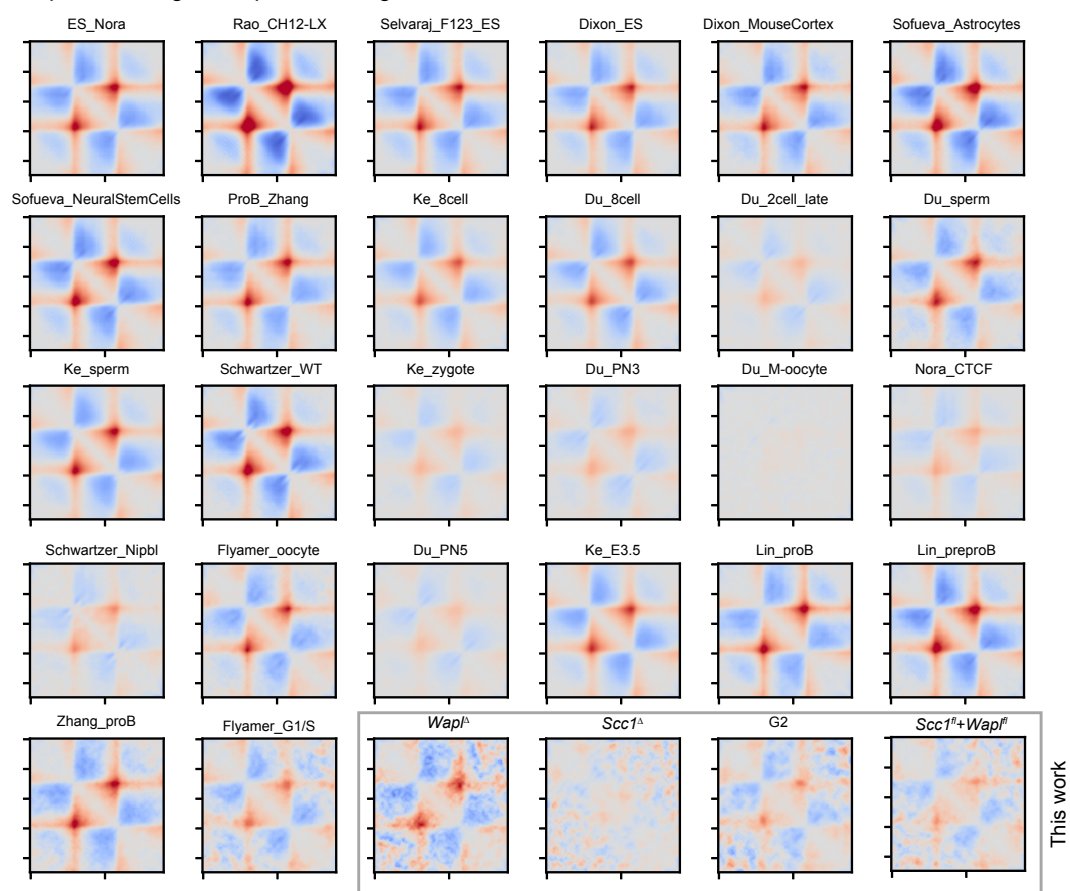 ES_Nora
Rao_CH12-LX
Selvaraj_F123_ES
Dixon_ES
Dixon_MouseCortex
Sofueva_Astrocytes
Sofueva_NeuralStemCells
ProB_Zhang
Ke_8cell
Du_8cell
Du_2cell_late
Du_sperm
Ke_sperm
Schwartzer_WT
Ke_zygote
Du_PN3
Du_M-oocyte
Nora_CTCF
Schwartzer_Nipbl
Flyamer_oocyte
Du_PN5
Ke_E3.5
Lin_proB
Lin_preproB
Zhang_proB
Flyamer_G1/S
Wapl^Δ
Scc1^Δ
G2
Scc1^fl+Wapl^fl
This work